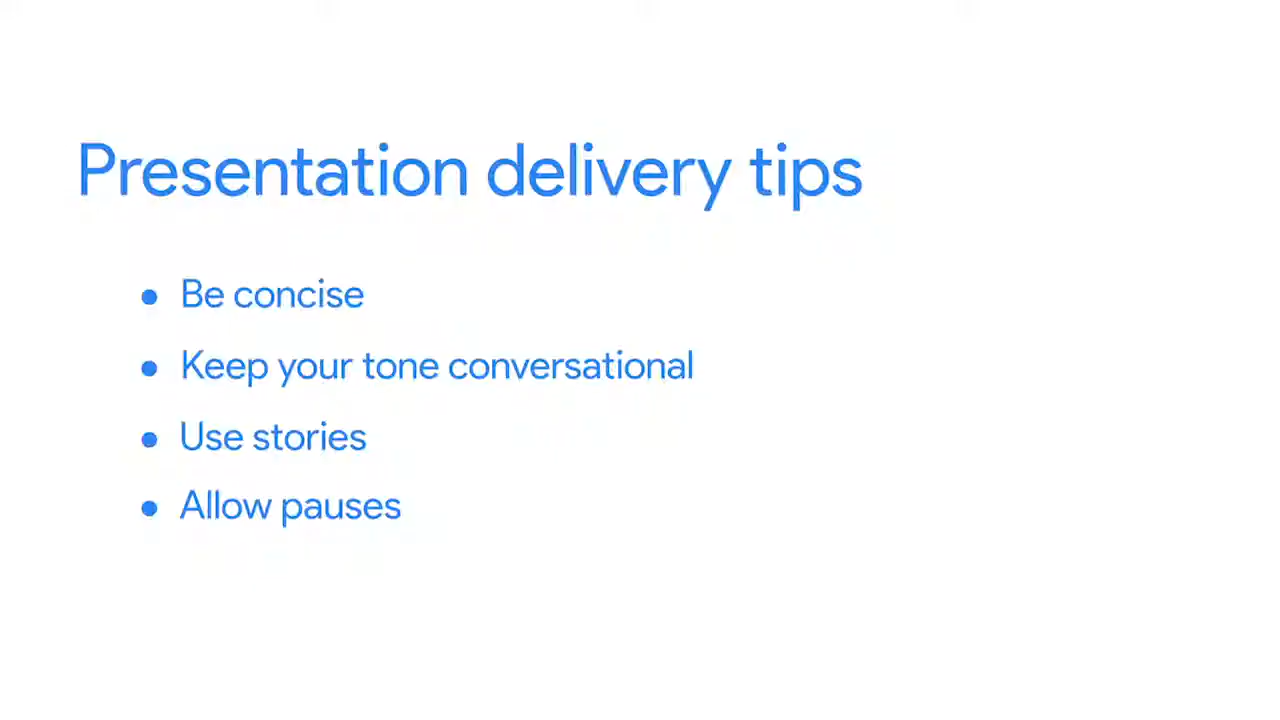 Presentation delivery tips
● Be concise
● Keep your tone conversational
● Use stories
● Allow pauses